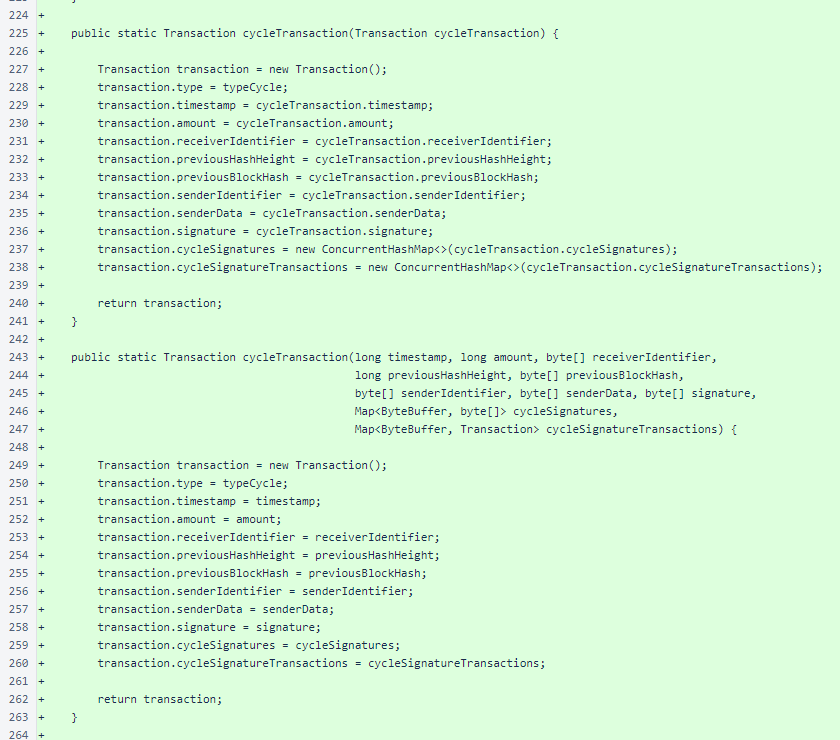 224 +
225 +    public static Transaction cycleTransaction(Transaction cycleTransaction) {
226 +
227 +        Transaction transaction = new Transaction();
228 +        transaction.type = typeCycle;
229 +        transaction.timestamp = cycleTransaction.timestamp;
230 +        transaction.amount = cycleTransaction.amount;
231 +        transaction.receiverIdentifier = cycleTransaction.receiverIdentifier;
232 +        transaction.previousHashHeight = cycleTransaction.previousHashHeight;
233 +        transaction.previousBlockHash = cycleTransaction.previousBlockHash;
234 +        transaction.senderIdentifier = cycleTransaction.senderIdentifier;
235 +        transaction.senderData = cycleTransaction.senderData;
236 +        transaction.signature = cycleTransaction.signature;
237 +        transaction.cycleSignatures = new ConcurrentHashMap<>(cycleTransaction.cycleSignatures);
238 +        transaction.cycleSignatureTransactions = new ConcurrentHashMap<>(cycleTransaction.cycleSignatureTransactions);
239 +
240 +        return transaction;
241 +    }
242 +
243 +    public static Transaction cycleTransaction(long timestamp, long amount, byte[] receiverIdentifier,
244 +                                               long previousHashHeight, byte[] previousBlockHash,
245 +                                               byte[] senderIdentifier, byte[] senderData, byte[] signature,
246 +                                               Map<ByteBuffer, byte[]> cycleSignatures,
247 +                                               Map<ByteBuffer, Transaction> cycleSignatureTransactions) {
248 +
249 +        Transaction transaction = new Transaction();
250 +        transaction.type = typeCycle;
251 +        transaction.timestamp = timestamp;
252 +        transaction.amount = amount;
253 +        transaction.receiverIdentifier = receiverIdentifier;
254 +        transaction.previousHashHeight = previousHashHeight;
255 +        transaction.previousBlockHash = previousBlockHash;
256 +        transaction.senderIdentifier = senderIdentifier;
257 +        transaction.senderData = senderData;
258 +        transaction.signature = signature;
259 +        transaction.cycleSignatures = cycleSignatures;
260 +        transaction.cycleSignatureTransactions = cycleSignatureTransactions;
261 +
262 +        return transaction;
263 +    }
264 +